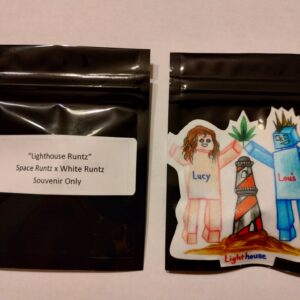 "Lighthouse Runtz"
Space Runtz x White Runtz
Souvenir Only
Lucy
Louis
Lighthouse